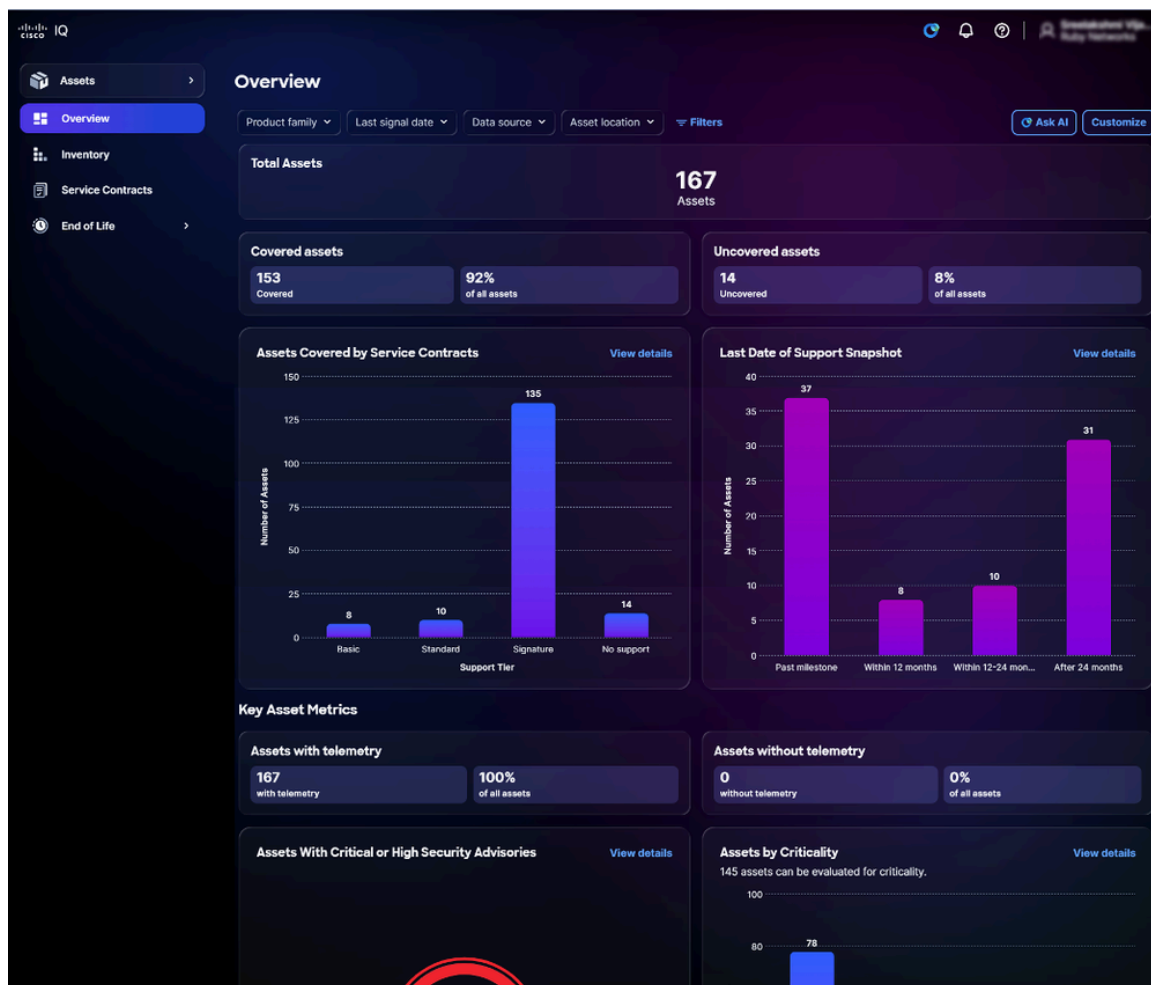 cisco IQ
Assets
Overview
Inventory
Service Contracts
End of Life
Overview
Product family
Last signal date
Data source
Asset location
Filters
Ask AI
Customize
Total Assets
167
Assets
Covered assets
153
Covered
92%
of all assets
Uncovered assets
14
Uncovered
8%
of all assets
Assets Covered by Service Contracts
View details
150
125
100
75
50
25
0
Number of Assets
8
10
135
14
Basic
Standard
Signature
No support
Support Tier
Last Date of Support Snapshot
View details
40
35
30
25
20
15
10
5
0
Number of Assets
37
8
10
31
Past milestone
Within 12 months
Within 12-24 mon...
After 24 months
Key Asset Metrics
Assets with telemetry
167
with telemetry
100%
of all assets
Assets without telemetry
0
without telemetry
0%
of all assets
Assets With Critical or High Security Advisories
View details
Assets by Criticality
View details
145 assets can be evaluated for criticality.
100
80
78